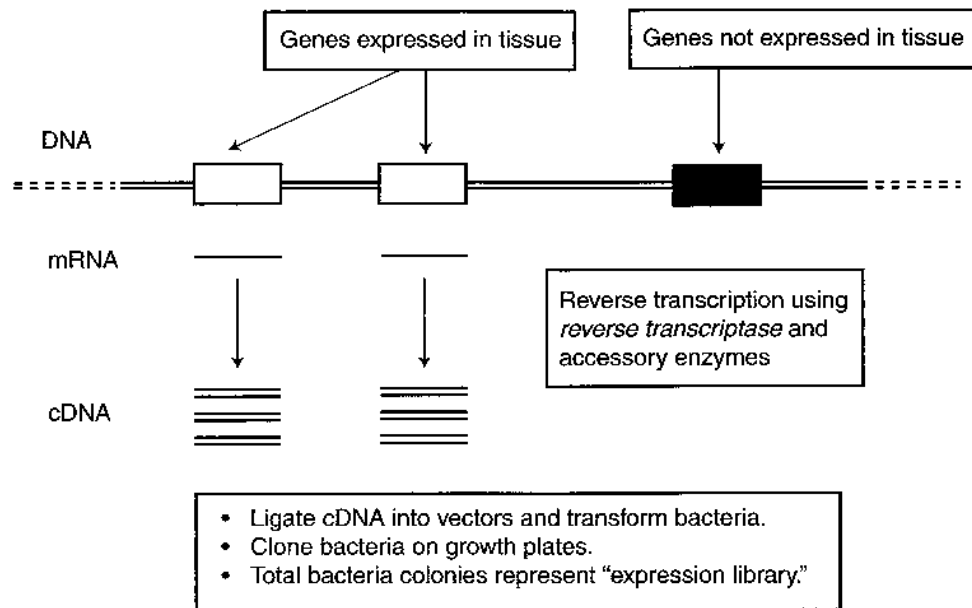 Genes expressed in tissue
Genes not expressed in tissue
DNA
mRNA
Reverse transcription using
reverse transcriptase and
accessory enzymes
cDNA
• Ligate cDNA into vectors and transform bacteria.
• Clone bacteria on growth plates.
• Total bacteria colonies represent “expression library.”